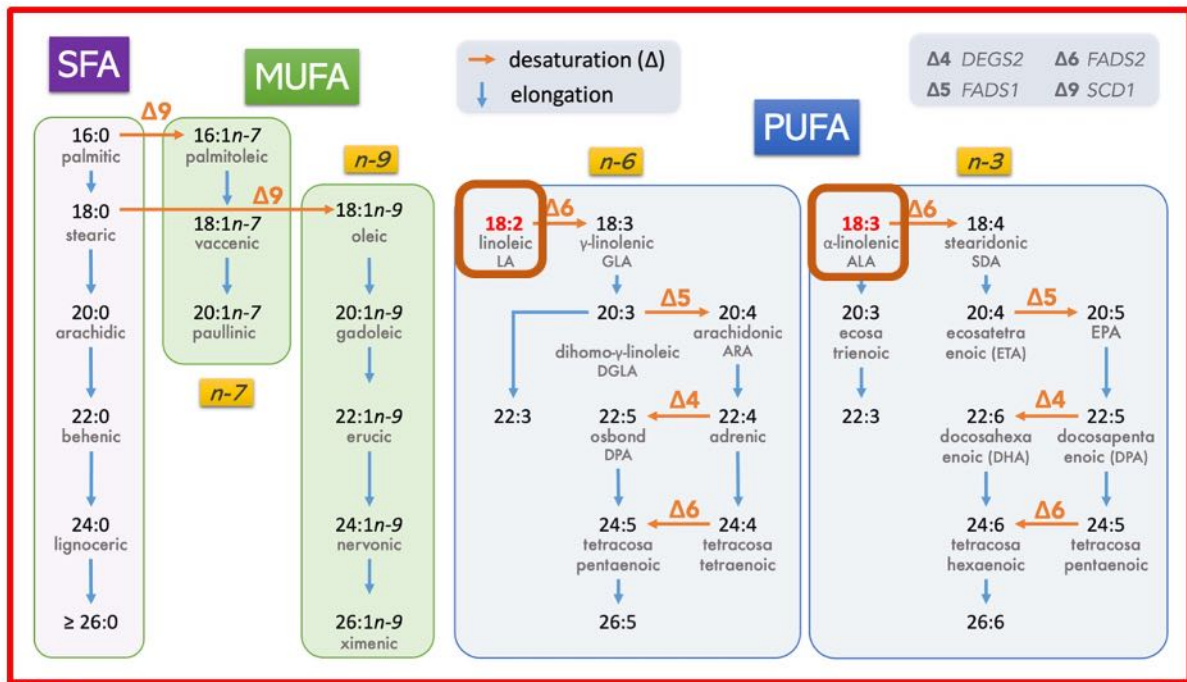 SFA
MUFA
→ desaturation (Δ)
↓ elongation
Δ4 DEGS2 Δ6 FADS2
Δ5 FADS1 Δ9 SCD1
PUFA
n-9
n-6
n-3
n-7
16:0
palmitic
18:0
stearic
20:0
arachidic
22:0
behenic
24:0
lignoceric
≥ 26:0
Δ9
Δ9
16:1n-7
palmitoleic
18:1n-7
vaccenic
20:1n-7
paullinic
18:1n-9
oleic
20:1n-9
gadoleic
22:1n-9
erucic
24:1n-9
nervonic
26:1n-9
ximenic
18:2
linoleic
LA
Δ6
18:3
γ-linolenic
GLA
20:3
dihomo-γ-linoleic
DGLA
Δ5
20:4
arachidonic
ARA
22:3
22:5
osbond
DPA
Δ4
22:4
adrenic
24:5
tetracosa
pentaenoic
Δ6
24:4
tetracosa
tetraenoic
26:5
18:3
α-linolenic
ALA
Δ6
18:4
stearidonic
SDA
20:3
ecosa
trienoic
20:4
ecosatetra
enoic (ETA)
Δ5
20:5
EPA
22:3
22:6
docosahexa
enoic (DHA)
Δ4
22:5
docosapenta
enoic (DPA)
24:6
tetracosa
hexaenoic
Δ6
24:5
tetracosa
pentaenoic
26:6